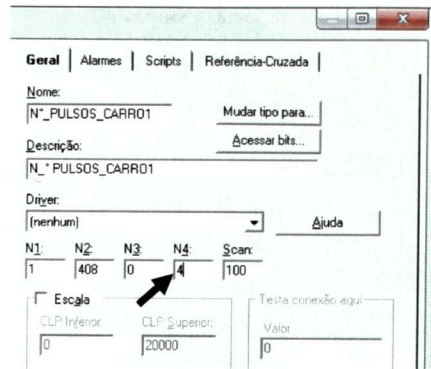 Geral Alarmes Scripts Referência-Cruzada
Nome:
N°_PULSOS_CARRO1
Mudar tipo para...
Acessar bits...
Descrição:
N_° PULSOS_CARRO1
Driver:
(nenhum)
Ajuda
N1: N2: N3: N4: Scan:
1 408 0 4 100
Escala
Testa conexão aqui
CLP Inferior: CLP Superior:
Valor
0 20000
0